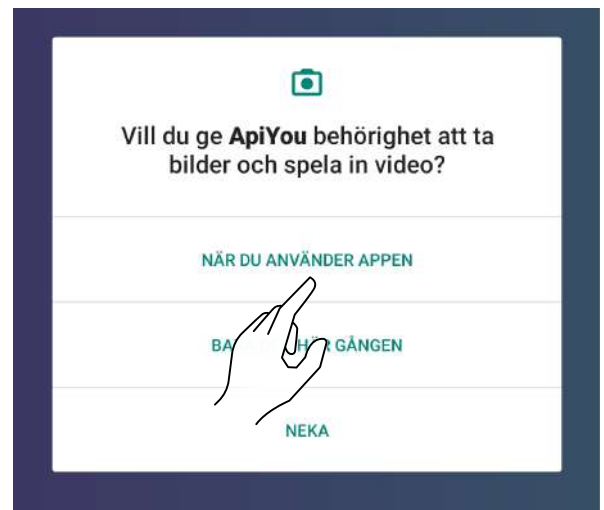 Vill du ge ApiYou behörighet att ta
bilder och spela in video?
NÄR DU ANVÄNDER APPEN
GÅNGEN
NEKA